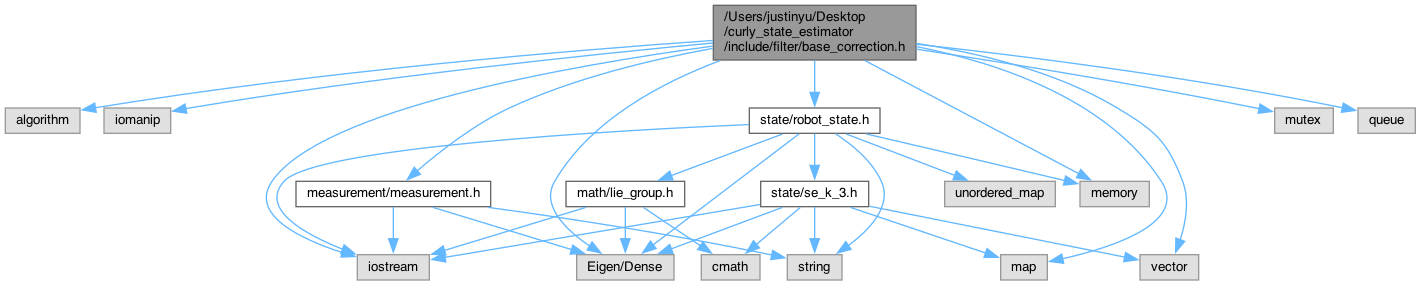 /Users/justinyu/Desktop
/curly_state_estimator
/include/filter/base_correction.h
algorithm
iomanip
state/robot_state.h
mutex
queue
measurement/measurement.h
math/lie_group.h
state/se_k_3.h
unordered_map
memory
iostream
Eigen/Dense
cmath
string
map
vector